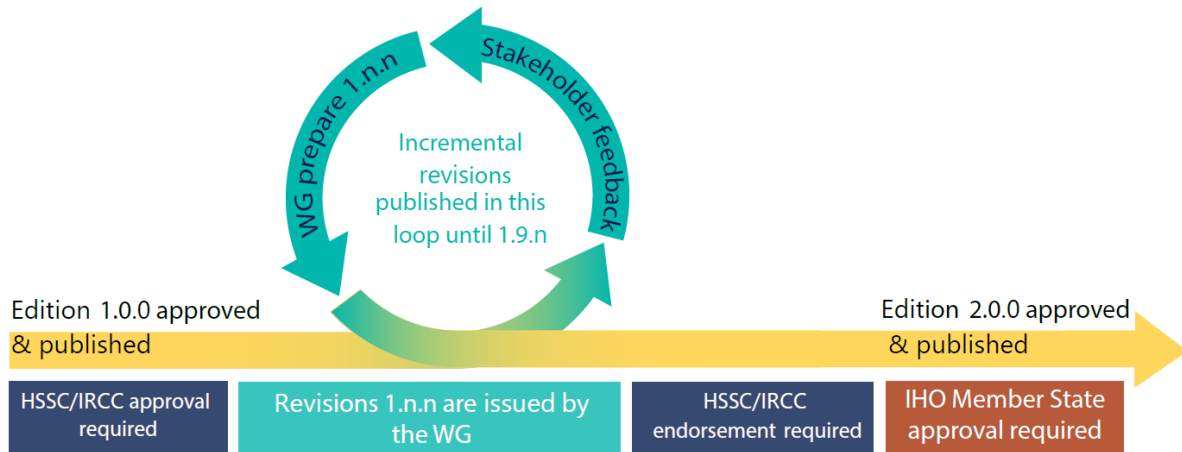 WG prepare 1.n.n
Stakeholder feedback
Incremental
revisions
published in this
loop until 1.9.n
Edition 1.0.0 approved
& published
Edition 2.0.0 approved
& published
HSSC/IRCC approval
required
Revisions 1.n.n are issued by
the WG
HSSC/IRCC
endorsement required
IHO Member State
approval required